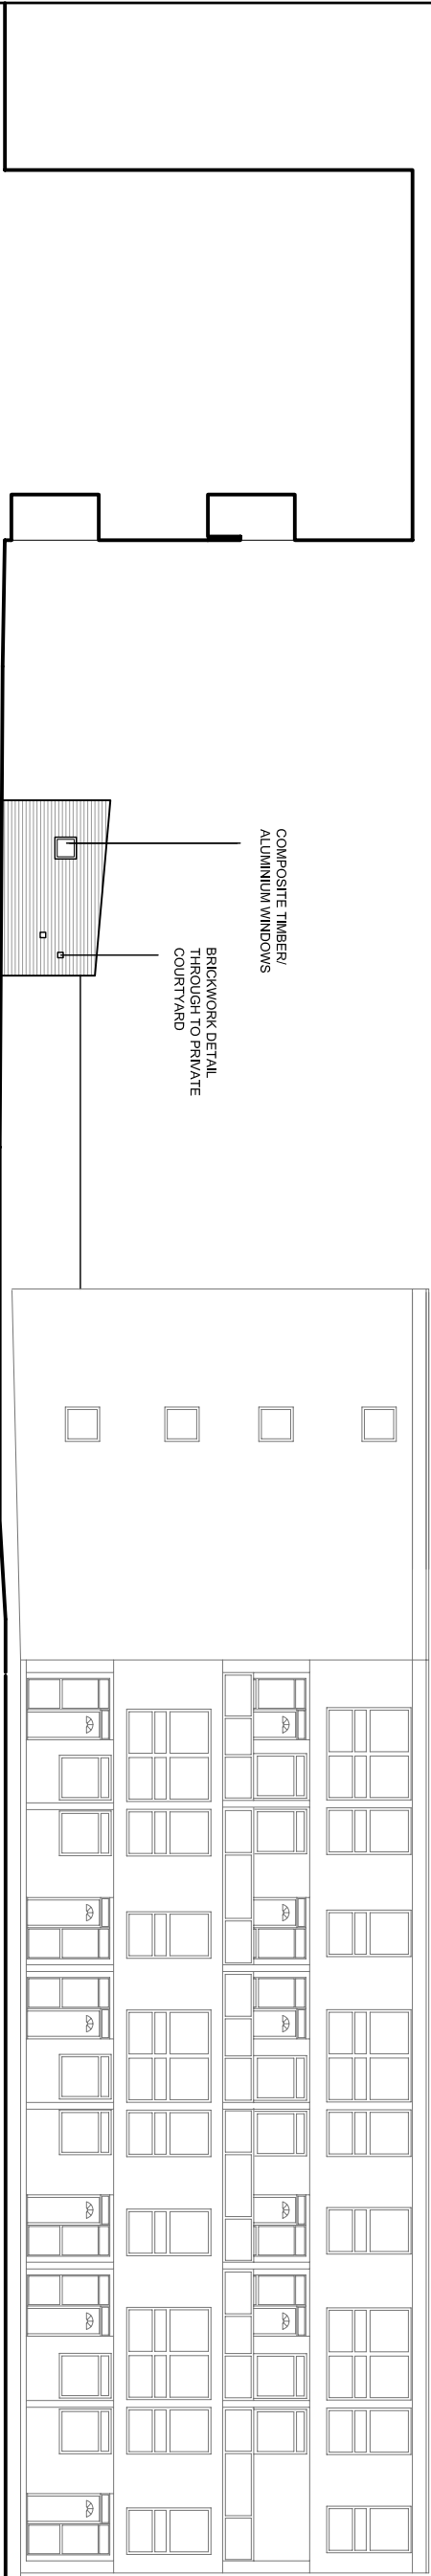 COMPOSITE TIMBER/
ALUMINIUM WINDOWS
BRICKWORK DETAIL
THROUGH TO PRIVATE
COURTYARD